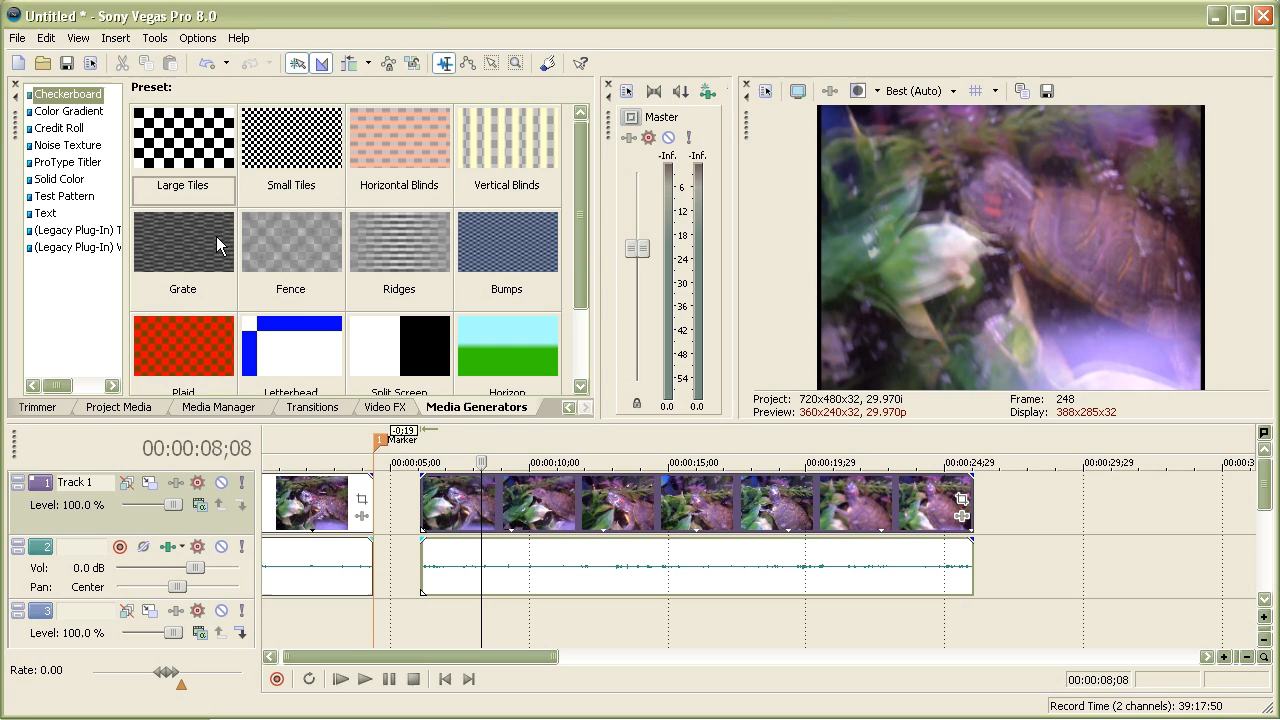 Untitled * - Sony Vegas Pro 8.0
File Edit View Insert Tools Options Help
Preset:
Checkerboard
Color Gradient
Credit Roll
Noise Texture
ProType Titler
Solid Color
Test Pattern
Text
(Legacy Plug-In) T
(Legacy Plug-In)
Large Tiles
Small Tiles
Horizontal Blinds
Vertical Blinds
Grate
Fence
Ridges
Bumps
Plaid
Letterhead
Split Screen
Horizon
Trimmer
Project Media
Media Manager
Transitions
Video FX
Media Generators
Master
-Inf. -Inf.
6
12
18
24
30
36
42
48
54
0.0 0.0
Best (Auto)
Project: 720x480x32, 29.970i
Frame: 248
Preview: 360x240x32, 29.970p
Display: 388x285x32
00:00:08;08
-0;19
1 Marker
00:00:05;00
00:00:10;00
00:00:15;00
00:00:19;29
00:00:24;29
00:00:29;29
00:00:3
1 Track 1
Level: 100.0 %
2
Vol: 0.0 dB
Pan: Center
3
Level: 100.0 %
Rate: 0.00
00:00:08;08
Record Time (2 channels): 39:17:50